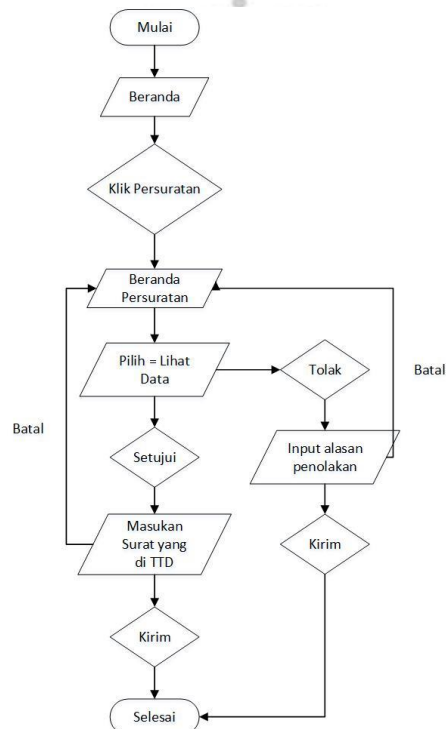 Mulai
Beranda
Klik Persuratan
Beranda
Persuratan
Pilih = Lihat
Data
Tolak
Batal
Batal
Setujui
Input alasan
penolakan
Masukan
Surat yang
di TTD
Kirim
Kirim
Selesai